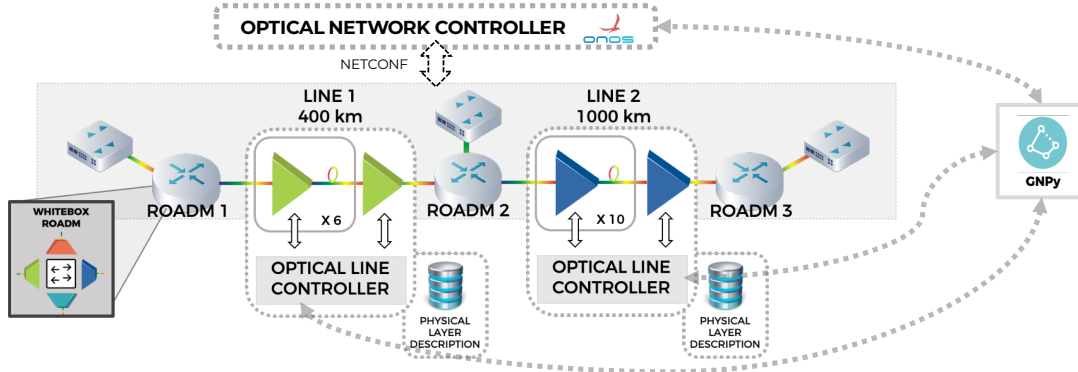 OPTICAL NETWORK CONTROLLER
onos
NETCONF
LINE 1
400 km
LINE 2
1000 km
GNPy
ROADM 1
ROADM 2
ROADM 3
WHITEBOX
ROADM
X 6
X 10
OPTICAL LINE
CONTROLLER
PHYSICAL
LAYER
DESCRIPTION
OPTICAL LINE
CONTROLLER
PHYSICAL
LAYER
DESCRIPTION